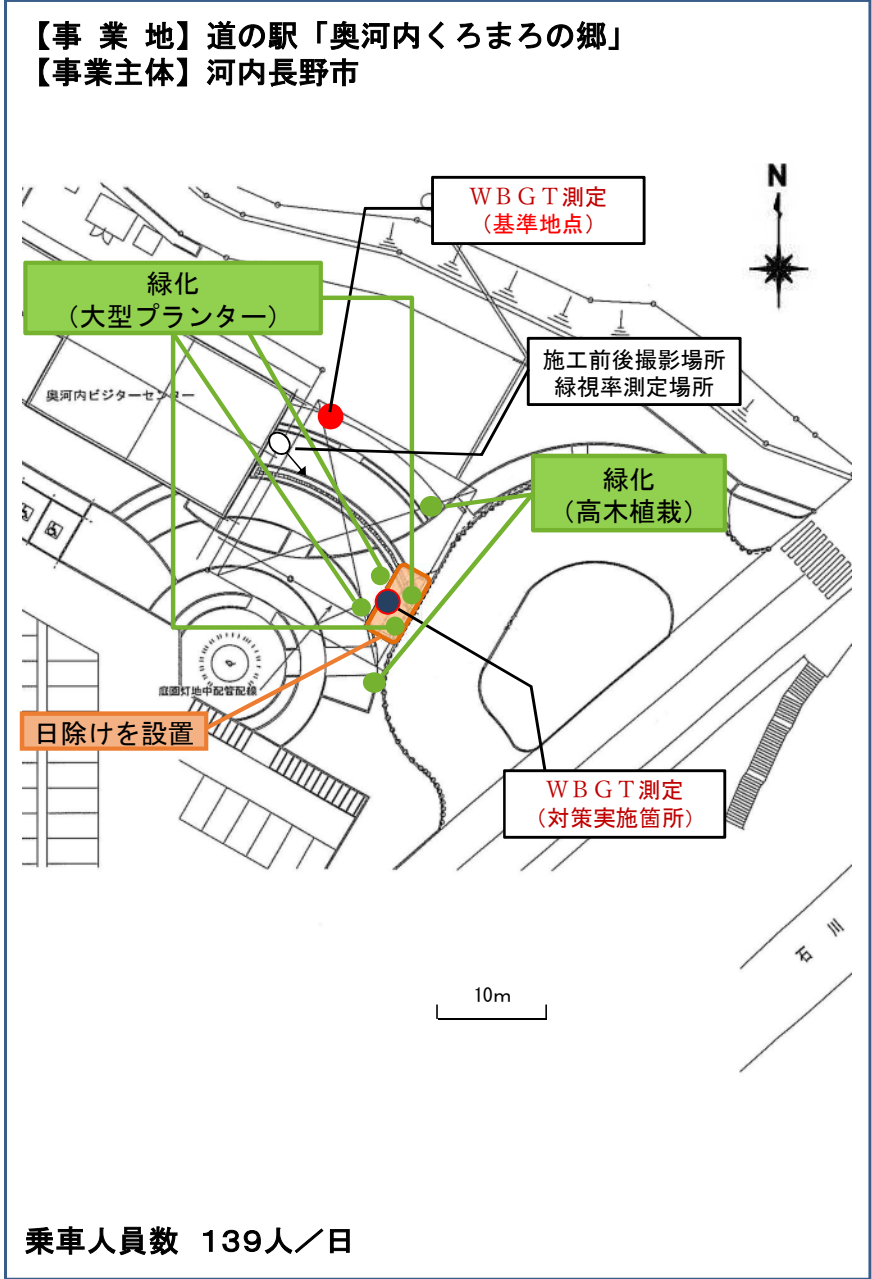 【事 業 地】道の駅「奥河内くろまろの郷」
【事業主体】河内長野市
N
WBGT測定
(基準地点)
緑化
(大型プランター)
施工前後撮影場所
緑視率測定場所
奥河内ビジターセンター
緑化
(高木植栽)
庭園灯地中配管配線
日除けを設置
WBGT測定
(対策実施箇所)
石川
10m
乗車人員数 139人/日